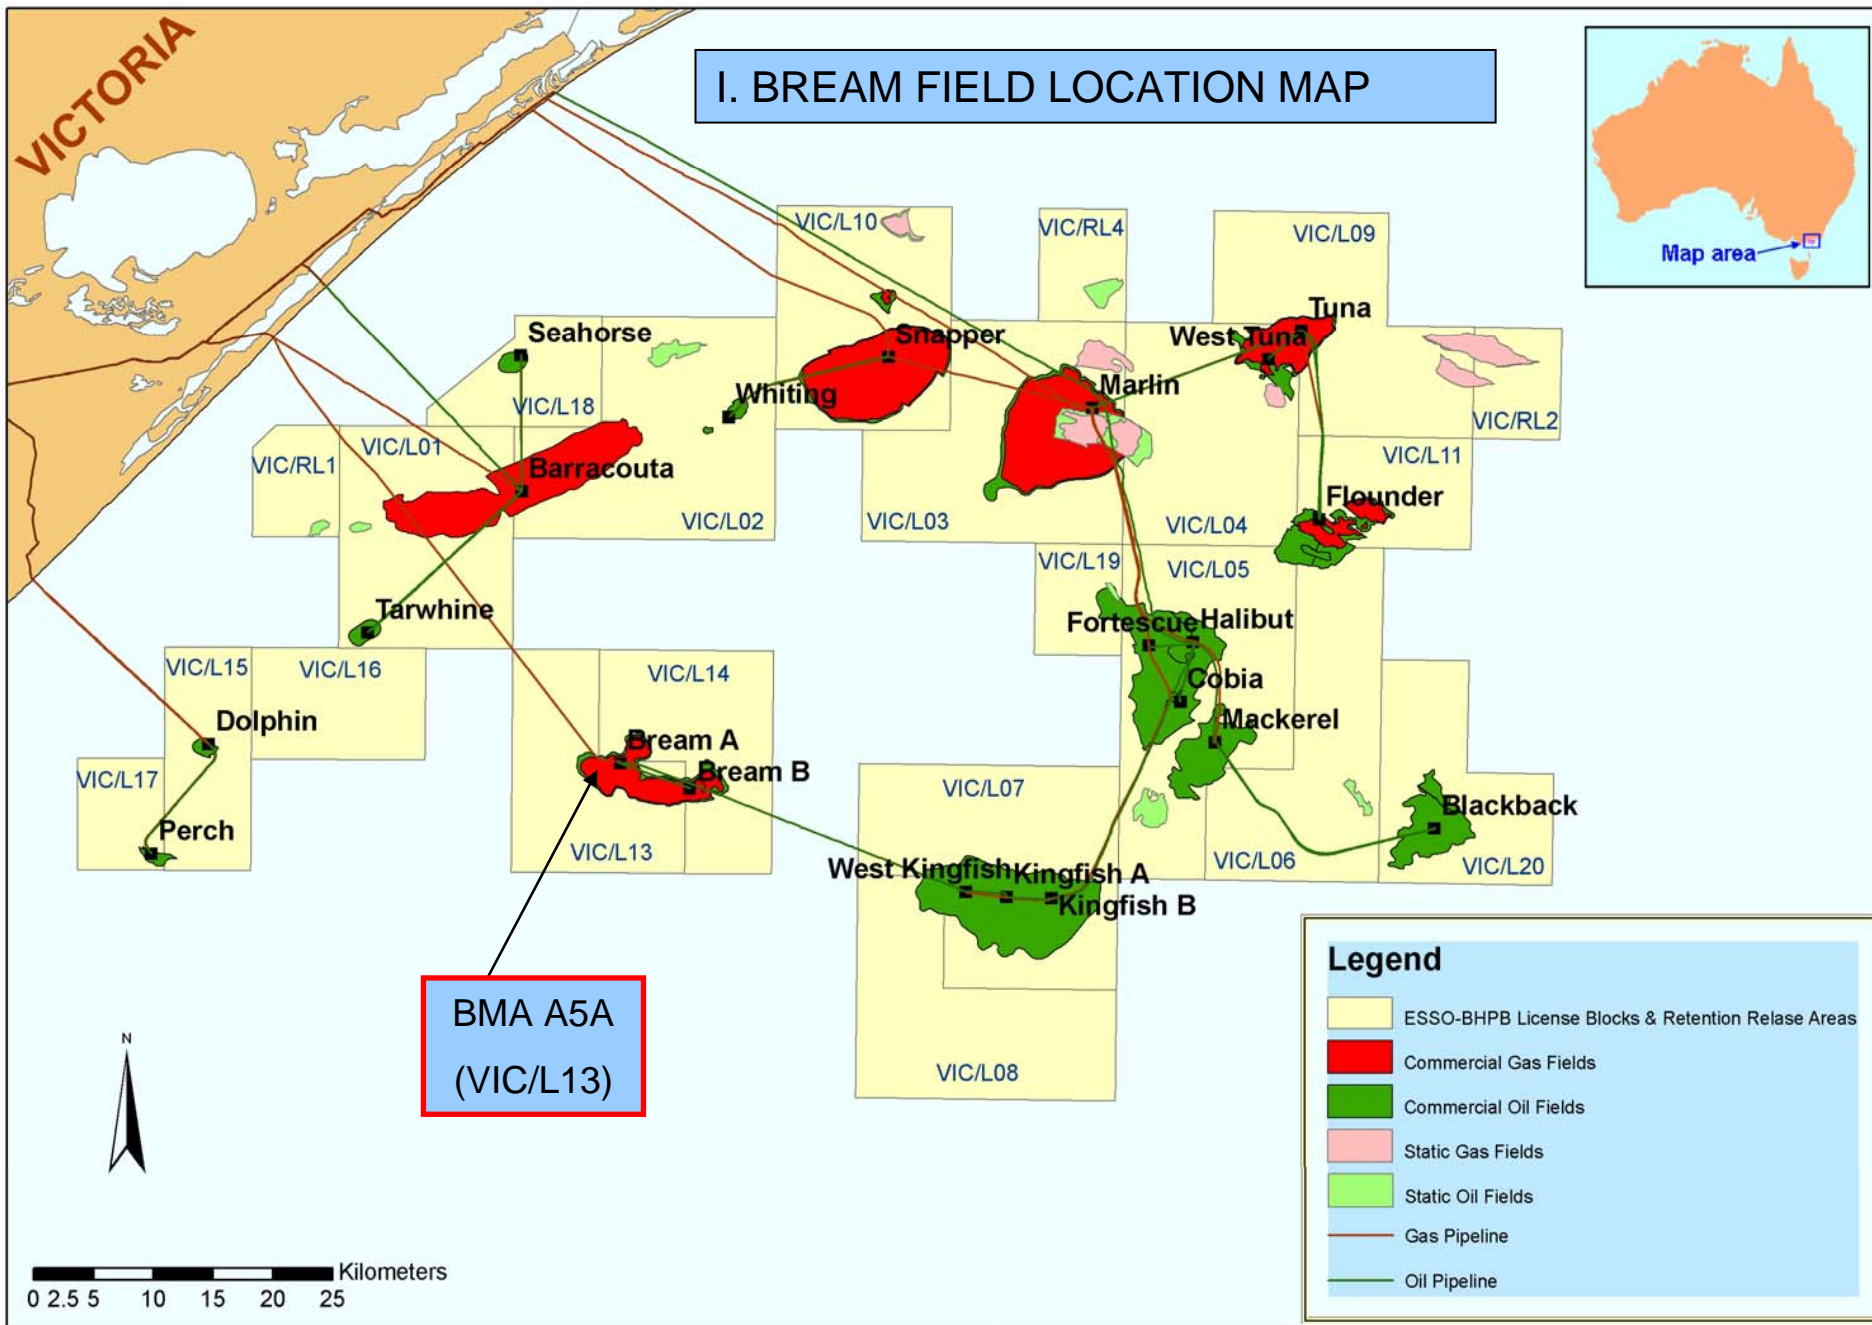 VICTORIA
I. BREAM FIELD LOCATION MAP
Map area
VIC/L10
VIC/RL4
VIC/L09
Seahorse
Snapper
Tuna
West Tuna
Whiting
Marlin
VIC/L18
VIC/RL2
VIC/L01
VIC/RL1
Barracouta
VIC/L11
Flounder
VIC/L02
VIC/L03
VIC/L04
VIC/L19
VIC/L05
Tarwhine
Fortescue
Halibut
VIC/L15
VIC/L16
VIC/L14
Cobia
Dolphin
Mackerel
Bream A
Bream B
VIC/L17
VIC/L07
Perch
Blackback
VIC/L13
VIC/L06
VIC/L20
West Kingfish
Kingfish A
Kingfish B
BMA A5A
(VIC/L13)
VIC/L08
N
Kilometers
0 2.5 5 10 15 20 25
Legend
ESSO-BHPB License Blocks & Retention Relase Areas
Commercial Gas Fields
Commercial Oil Fields
Static Gas Fields
Static Oil Fields
Gas Pipeline
Oil Pipeline